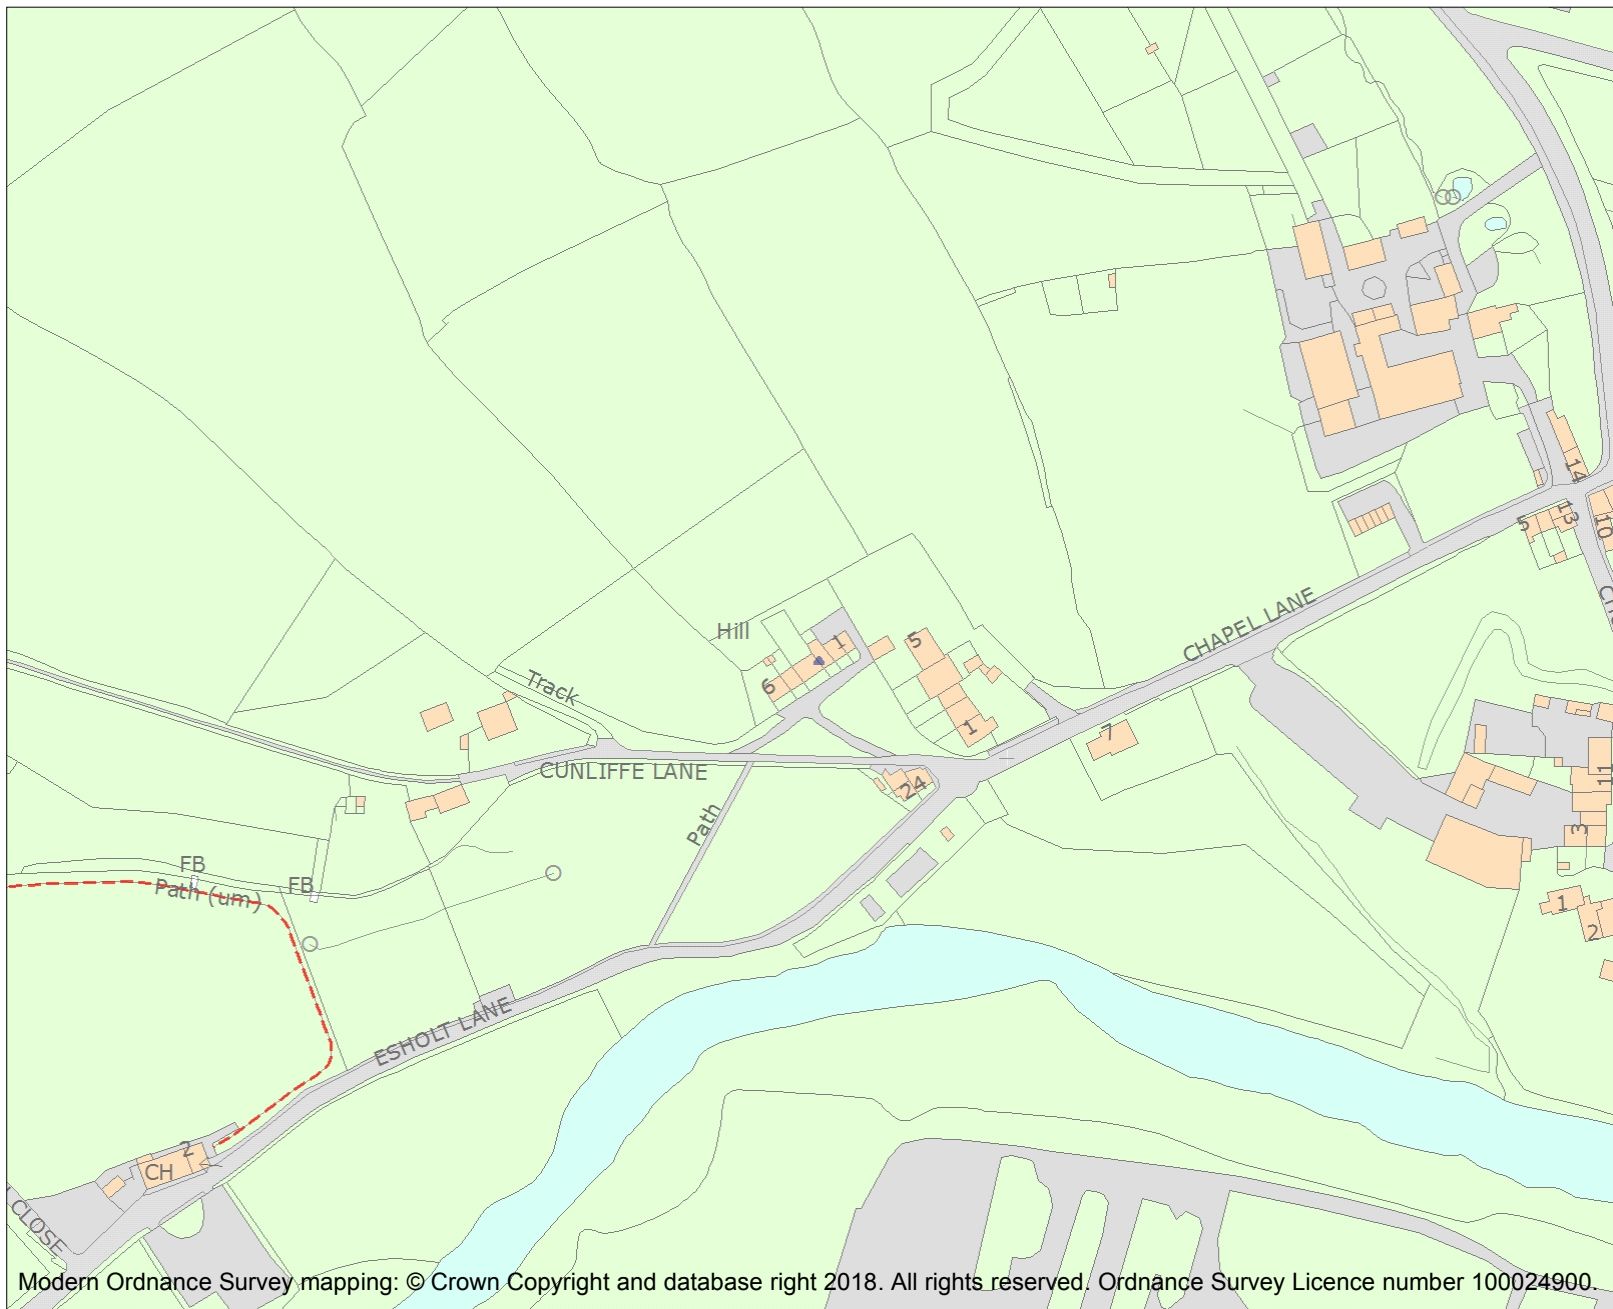 14
13
5
10
CHAPEL LANE
Hill
1
5
6
Track
1
7
CUNLIFFE LANE
24
11
Path
3
FB
FB
Path (um)
1
2
ESHOLT LANE
2
CH
CLOSE
Modern Ordnance Survey mapping: © Crown Copyright and database right 2018. All rights reserved. Ordnance Survey Licence number 100024900.